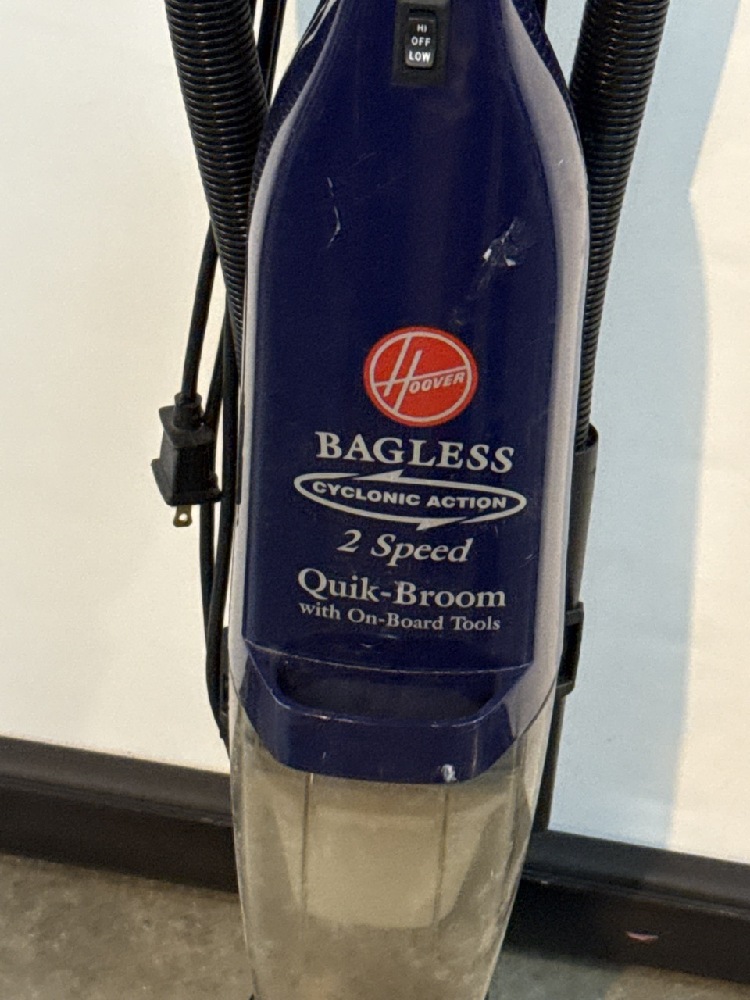 HI
OFF
LOW
HOOVER
BAGLESS
CYCLONIC ACTION
2 Speed
Quik-Broom
with On-Board Tools